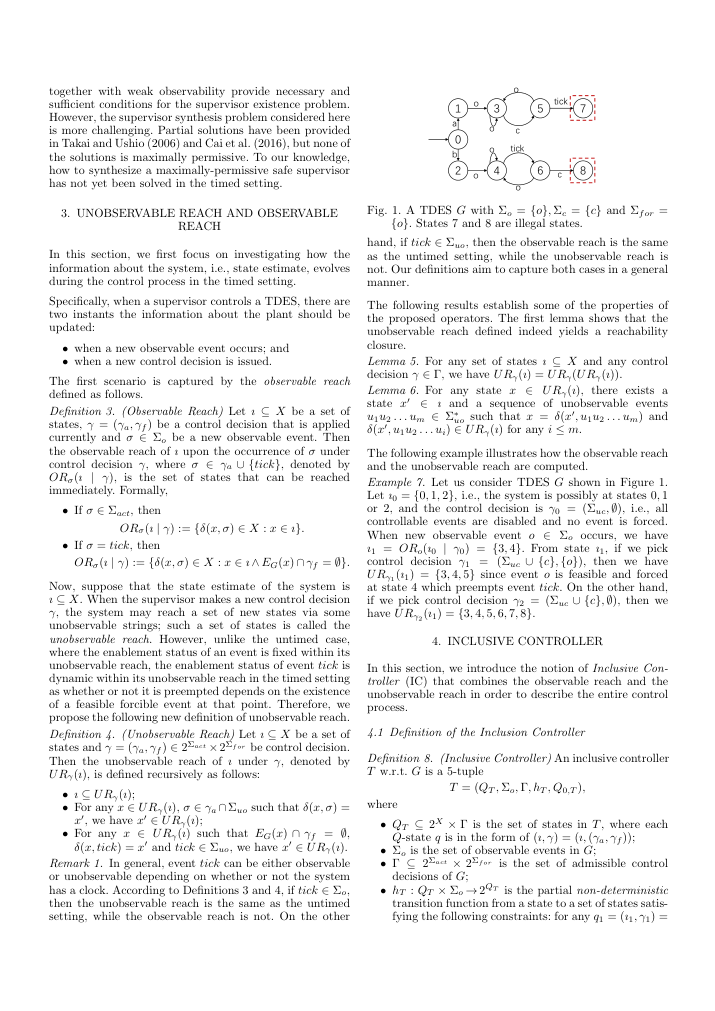 together with weak observability provide necessary and
sufficient conditions for the supervisor existence problem.
However, the supervisor synthesis problem considered here
is more challenging. Partial solutions have been provided
in Takai and Ushio (2006) and Cai et al. (2016), but none of
the solutions is maximally permissive. To our knowledge,
how to synthesize a maximally-permissive safe supervisor
has not yet been solved in the timed setting.
3. UNOBSERVABLE REACH AND OBSERVABLE
REACH
In this section, we first focus on investigating how the
information about the system, i.e., state estimate, evolves
during the control process in the timed setting.
Specifically, when a supervisor controls a TDES, there are
two instants the information about the plant should be
updated:
• when a new observable event occurs; and
• when a new control decision is issued.
The first scenario is captured by the observable reach
defined as follows.
Definition 3. (Observable Reach) Let ı ⊆ X be a set of
states, γ = (γa, γf) be a control decision that is applied
currently and σ ∈ Σo be a new observable event. Then
the observable reach of ı upon the occurrence of σ under
control decision γ, where σ ∈ γa ∪ {tick}, denoted by
ORσ(ı | γ), is the set of states that can be reached
immediately. Formally,
• If σ ∈ Σact, then
ORσ(ı | γ) := {δ(x, σ) ∈ X : x ∈ ı}.
• If σ = tick, then
ORσ(ı | γ) := {δ(x, σ) ∈ X : x ∈ ı ∧ EG(x) ∩ γf = ∅}.
Now, suppose that the state estimate of the system is
ı ⊆ X. When the supervisor makes a new control decision
γ, the system may reach a set of new states via some
unobservable strings; such a set of states is called the
unobservable reach. However, unlike the untimed case,
where the enablement status of an event is fixed within its
unobservable reach, the enablement status of event tick is
dynamic within its unobservable reach in the timed setting
as whether or not it is preempted depends on the existence
of a feasible forcible event at that point. Therefore, we
propose the following new definition of unobservable reach.
Definition 4. (Unobservable Reach) Let ı ⊆ X be a set of
states and γ = (γa, γf) ∈ 2^Σact × 2^Σfor be control decision.
Then the unobservable reach of ı under γ, denoted by
URγ(ı), is defined recursively as follows:
• ı ⊆ URγ(ı);
• For any x ∈ URγ(ı), σ ∈ γa ∩ Σuo such that δ(x, σ) =
x′, we have x′ ∈ URγ(ı);
• For any x ∈ URγ(ı) such that EG(x) ∩ γf = ∅,
δ(x, tick) = x′ and tick ∈ Σuo, we have x′ ∈ URγ(ı).
Remark 1. In general, event tick can be either observable
or unobservable depending on whether or not the system
has a clock. According to Definitions 3 and 4, if tick ∈ Σo,
then the unobservable reach is the same as the untimed
setting, while the observable reach is not. On the other
0
1
2
3
4
5
6
7
8
a
b
o
o
o
o
o
c
tick
tick
o
c
Fig. 1. A TDES G with Σo = {o}, Σc = {c} and Σfor =
{o}. States 7 and 8 are illegal states.
hand, if tick ∈ Σuo, then the observable reach is the same
as the untimed setting, while the unobservable reach is
not. Our definitions aim to capture both cases in a general
manner.
The following results establish some of the properties of
the proposed operators. The first lemma shows that the
unobservable reach defined indeed yields a reachability
closure.
Lemma 5. For any set of states ı ⊆ X and any control
decision γ ∈ Γ, we have URγ(ı) = URγ(URγ(ı)).
Lemma 6. For any state x ∈ URγ(ı), there exists a
state x′ ∈ ı and a sequence of unobservable events
u1u2 . . . um ∈ Σ*uo such that x = δ(x′, u1u2 . . . um) and
δ(x′, u1u2 . . . ui) ∈ URγ(ı) for any i ≤ m.
The following example illustrates how the observable reach
and the unobservable reach are computed.
Example 7. Let us consider TDES G shown in Figure 1.
Let ı0 = {0, 1, 2}, i.e., the system is possibly at states 0, 1
or 2, and the control decision is γ0 = (Σuc, ∅), i.e., all
controllable events are disabled and no event is forced.
When new observable event o ∈ Σo occurs, we have
ı1 = ORo(ı0 | γ0) = {3, 4}. From state ı1, if we pick
control decision γ1 = (Σuc ∪ {c}, {o}), then we have
URγ1(ı1) = {3, 4, 5} since event o is feasible and forced
at state 4 which preempts event tick. On the other hand,
if we pick control decision γ2 = (Σuc ∪ {c}, ∅), then we
have URγ2(ı1) = {3, 4, 5, 6, 7, 8}.
4. INCLUSIVE CONTROLLER
In this section, we introduce the notion of Inclusive Con-
troller (IC) that combines the observable reach and the
unobservable reach in order to describe the entire control
process.
4.1 Definition of the Inclusion Controller
Definition 8. (Inclusive Controller) An inclusive controller
T w.r.t. G is a 5-tuple
T = (QT, Σo, Γ, hT, Q0,T),
where
• QT ⊆ 2^X × Γ is the set of states in T, where each
Q-state q is in the form of (ı, γ) = (ı, (γa, γf));
• Σo is the set of observable events in G;
• Γ ⊆ 2^Σact × 2^Σfor is the set of admissible control
decisions of G;
• hT : QT × Σo → 2^QT is the partial non-deterministic
transition function from a state to a set of states satis-
fying the following constraints: for any q1 = (ı1, γ1) =